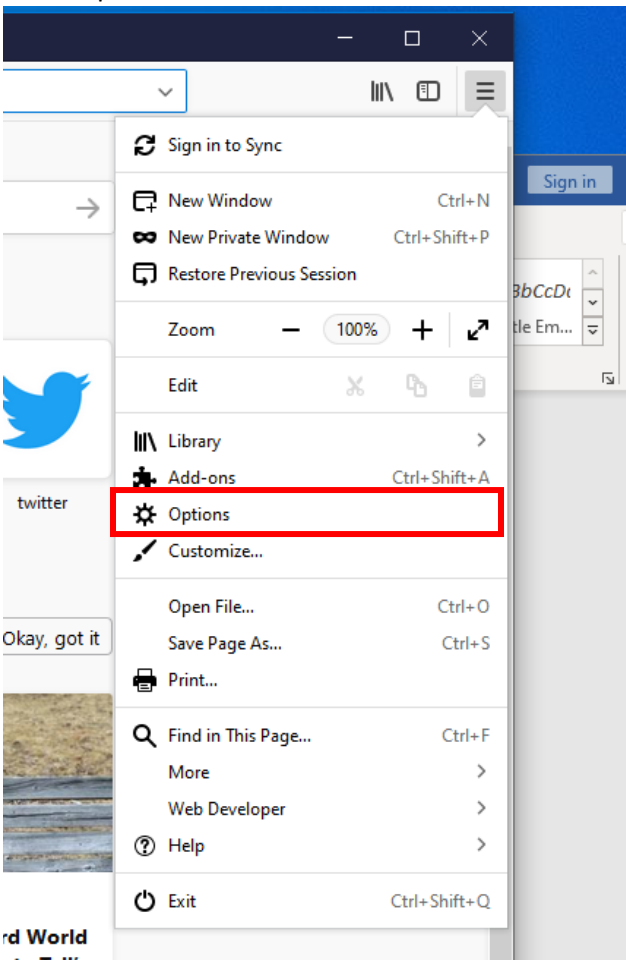 Sign in to Sync
Sign in
New Window Ctrl+N
New Private Window Ctrl+Shift+P
Restore Previous Session
Zoom 100%
Edit
Library
Add-ons Ctrl+Shift+A
twitter
Options
Customize...
Open File... Ctrl+O
Okay, got it
Save Page As... Ctrl+S
Print...
Find in This Page... Ctrl+F
More
Web Developer
Help
Exit Ctrl+Shift+Q
World